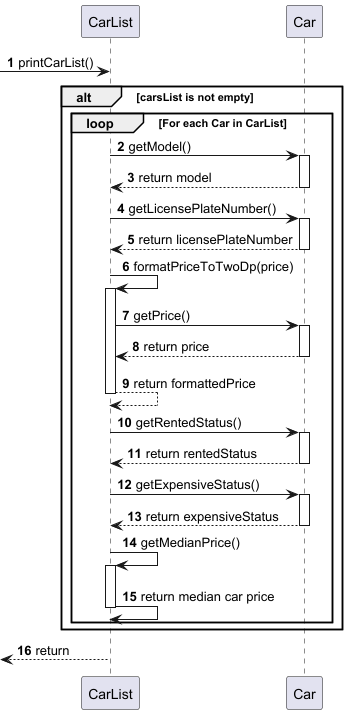 CarList
Car
1 printCarList()
alt [carsList is not empty]
loop [For each Car in CarList]
2 getModel()
3 return model
4 getLicensePlateNumber()
5 return licensePlateNumber
6 formatPriceToTwoDp(price)
7 getPrice()
8 return price
9 return formattedPrice
10 getRentedStatus()
11 return rentedStatus
12 getExpensiveStatus()
13 return expensiveStatus
14 getMedianPrice()
15 return median car price
16 return
CarList
Car